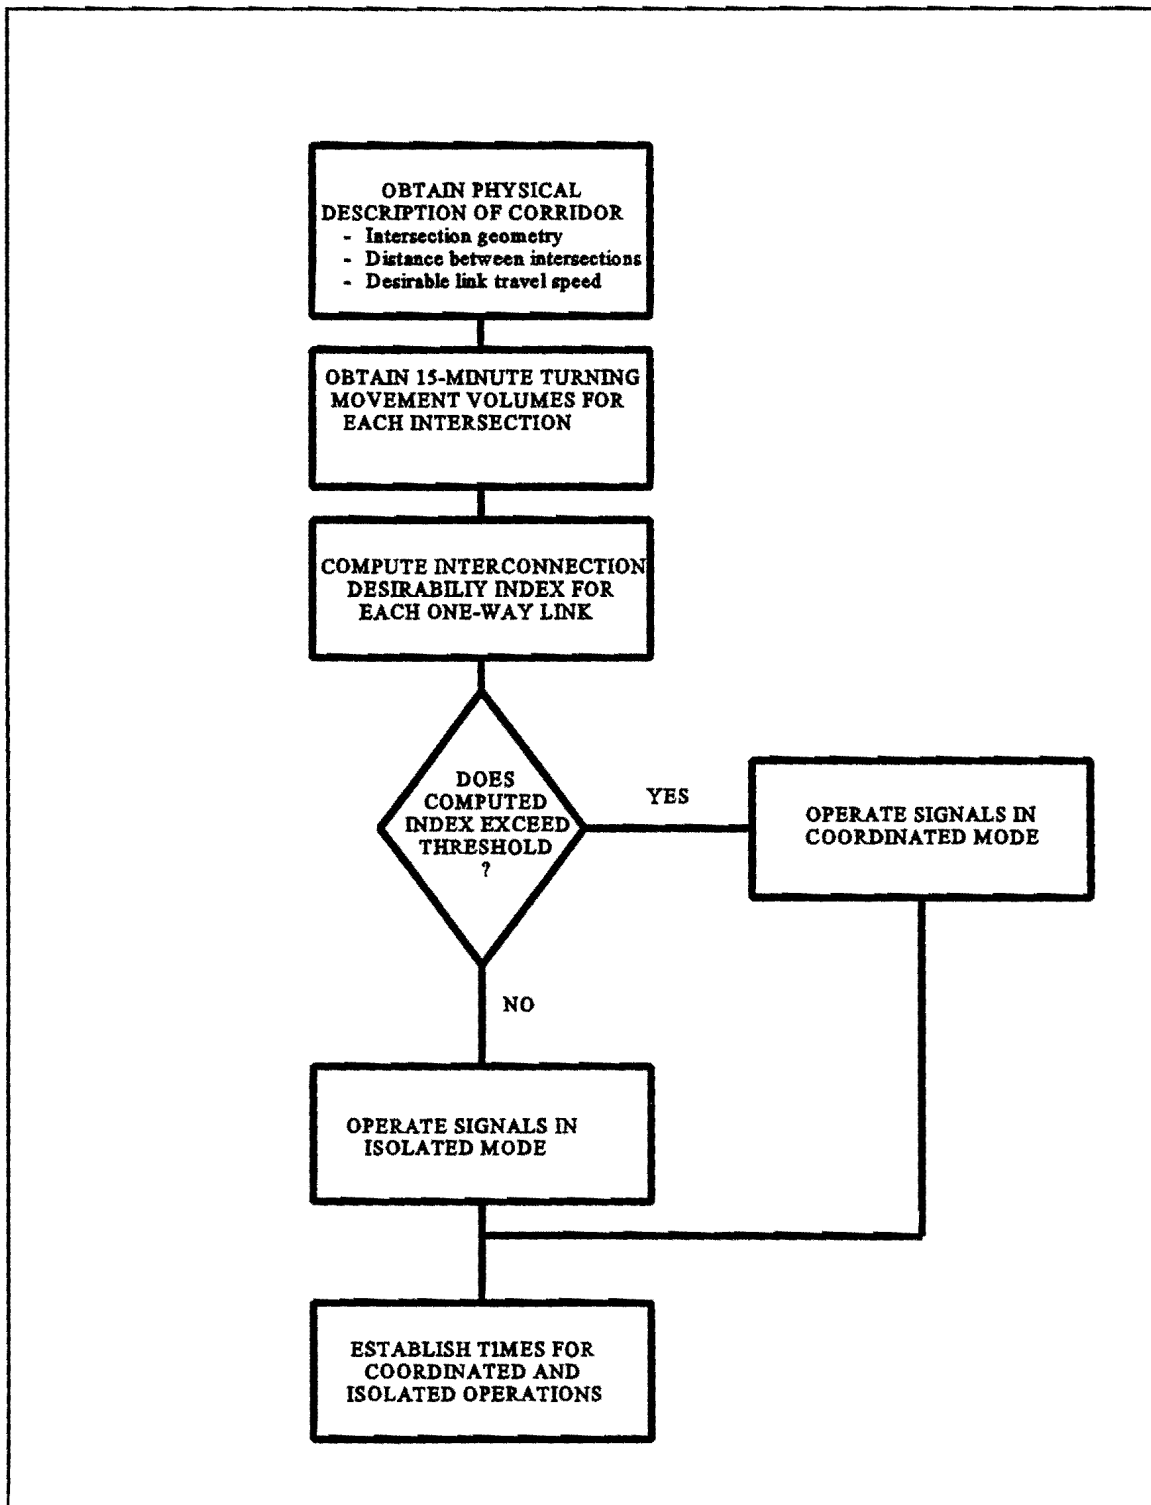 OBTAIN PHYSICAL
DESCRIPTION OF CORRIDOR
- Intersection geometry
- Distance between intersections
- Desirable link travel speed
OBTAIN 15-MINUTE TURNING
MOVEMENT VOLUMES FOR
EACH INTERSECTION
COMPUTE INTERCONNECTION
DESIRABILIY INDEX FOR
EACH ONE-WAY LINK
DOES
COMPUTED
INDEX EXCEED
THRESHOLD
?
YES
OPERATE SIGNALS IN
COORDINATED MODE
NO
OPERATE SIGNALS IN
ISOLATED MODE
ESTABLISH TIMES FOR
COORDINATED AND
ISOLATED OPERATIONS